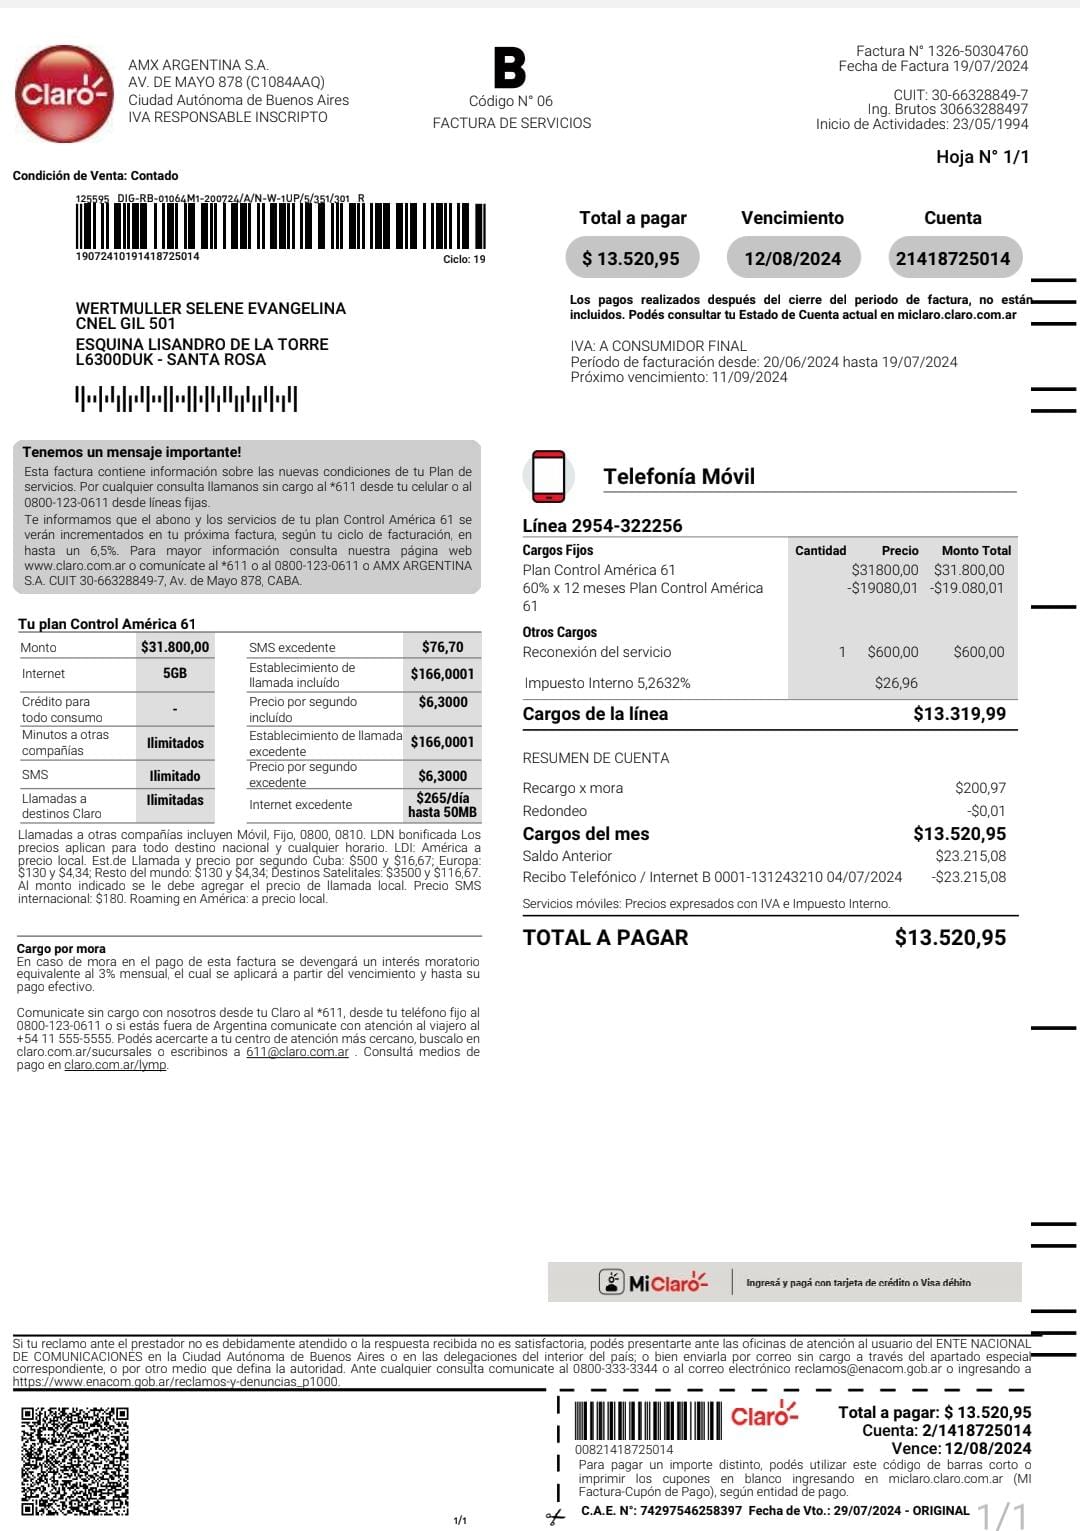 Claro
AMX ARGENTINA S.A.
AV. DE MAYO 878 (C1084AAQ)
Ciudad Autónoma de Buenos Aires
IVA RESPONSABLE INSCRIPTO
B
Código N° 06
FACTURA DE SERVICIOS
Factura N° 1326-50304760
Fecha de Factura 19/07/2024
CUIT: 30-66328849-7
Ing. Brutos 30663288497
Inicio de Actividades: 23/05/1994
Hoja N° 1/1
Condición de Venta: Contado
125595 DIG-RB-01064M1-200724/A/N-W-1UP/5/351/301 R
19072410191418725014
Ciclo: 19
Total a pagar Vencimiento Cuenta
$ 13.520,95 12/08/2024 21418725014
Los pagos realizados después del cierre del periodo de factura, no están
incluidos. Podés consultar tu Estado de Cuenta actual en miclaro.claro.com.ar
WERTMULLER SELENE EVANGELINA
CNEL GIL 501
ESQUINA LISANDRO DE LA TORRE
L6300DUK - SANTA ROSA
IVA: A CONSUMIDOR FINAL
Período de facturación desde: 20/06/2024 hasta 19/07/2024
Próximo vencimiento: 11/09/2024
Tenemos un mensaje importante!
Esta factura contiene información sobre las nuevas condiciones de tu Plan de
servicios. Por cualquier consulta llamanos sin cargo al *611 desde tu celular o al
0800-123-0611 desde líneas fijas.
Te informamos que el abono y los servicios de tu plan Control América 61 se
verán incrementados en tu próxima factura, según tu ciclo de facturación, en
hasta un 6,5%. Para mayor información consulta nuestra página web
www.claro.com.ar o comunícate al *611 o al 0800-123-0611 o AMX ARGENTINA
S.A. CUIT 30-66328849-7, Av. de Mayo 878, CABA.
Tu plan Control América 61
Monto $31.800,00
Internet 5GB
Crédito para
todo consumo -
Minutos a otras
compañías Ilimitados
SMS Ilimitado
Llamadas a
destinos Claro Ilimitadas
SMS excedente $76,70
Establecimiento de
llamada incluído $166,0001
Precio por segundo
incluído $6,3000
Establecimiento de llamada
excedente $166,0001
Precio por segundo
excedente $6,3000
Internet excedente $265/día
hasta 50MB
Llamadas a otras compañías incluyen Móvil, Fijo, 0800, 0810. LDN bonificada Los
precios aplican para todo destino nacional y cualquier horario. LDI: América a
precio local. Est.de Llamada y precio por segundo Cuba: $500 y $16,67; Europa:
$130 y $4,34; Resto del mundo: $130 y $4,34; Destinos Satelitales: $3500 y $116,67.
Al monto indicado se le debe agregar el precio de llamada local. Precio SMS
internacional: $180. Roaming en América: a precio local.
Cargo por mora
En caso de mora en el pago de esta factura se devengará un interés moratorio
equivalente al 3% mensual, el cual se aplicará a partir del vencimiento y hasta su
pago efectivo.
Comunicate sin cargo con nosotros desde tu Claro al *611, desde tu teléfono fijo al
0800-123-0611 o si estás fuera de Argentina comunicate con atención al viajero al
+54 11 555-5555. Podés acercarte a tu centro de atención más cercano, buscalo en
claro.com.ar/sucursales o escribinos a 611@claro.com.ar . Consultá medios de
pago en claro.com.ar/lymp.
Telefonía Móvil
Línea 2954-322256
Cargos Fijos Cantidad Precio Monto Total
Plan Control América 61 $31800,00 $31.800,00
60% x 12 meses Plan Control América -$19080,01 -$19.080,01
61
Otros Cargos
Reconexión del servicio 1 $600,00 $600,00
Impuesto Interno 5,2632% $26,96
Cargos de la línea $13.319,99
RESUMEN DE CUENTA
Recargo x mora $200,97
Redondeo -$0,01
Cargos del mes $13.520,95
Saldo Anterior $23.215,08
Recibo Telefónico / Internet B 0001-131243210 04/07/2024 -$23.215,08
Servicios móviles: Precios expresados con IVA e Impuesto Interno.
TOTAL A PAGAR $13.520,95
MiClaro Ingresá y pagá con tarjeta de crédito o Visa débito
Si tu reclamo ante el prestador no es debidamente atendido o la respuesta recibida no es satisfactoria, podés presentarte ante las oficinas de atención al usuario del ENTE NACIONAL
DE COMUNICACIONES en la Ciudad Autónoma de Buenos Aires o en las delegaciones del interior del país; o bien enviarla por correo sin cargo a través del apartado especial
correspondiente, o por otro medio que defina la autoridad. Ante cualquier consulta comunicate al 0800-333-3344 o al correo electrónico reclamos@enacom.gob.ar o ingresando a
https://www.enacom.gob.ar/reclamos-y-denuncias_p1000.
00821418725014
Claro
Total a pagar: $ 13.520,95
Cuenta: 2/1418725014
Vence: 12/08/2024
Para pagar un importe distinto, podés utilizar este código de barras corto o
imprimir los cupones en blanco ingresando en miclaro.claro.com.ar (MI
Factura-Cupón de Pago), según entidad de pago.
C.A.E. N°: 74297546258397 Fecha de Vto.: 29/07/2024 - ORIGINAL
1/1
1/1